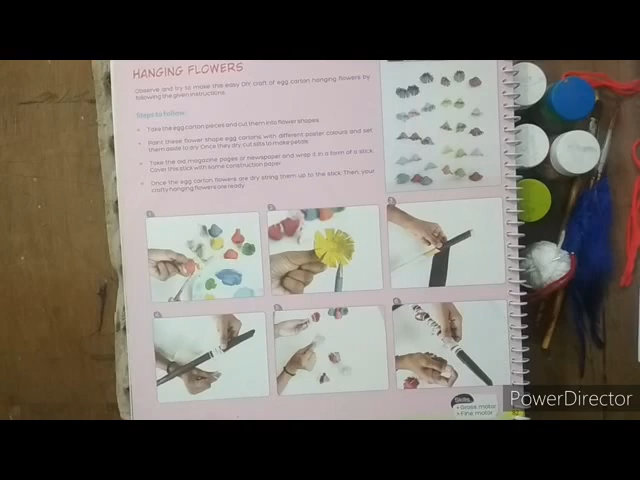 HANGING FLOWERS
Observe and try to make this easy DIY craft of egg carton hanging flowers by
following the given instructions.
Steps to follow:
Take the egg carton pieces and cut them into flower shapes.
Paint these flower shape egg cartons with different poster colours and set
them aside to dry. Once they dry, cut slits to make petals.
Take the old magazine pages or newspaper and wrap it in a form of a stick.
Cover this stick with some construction paper.
Once the egg carton flowers are dry, string them up to the stick. Then, your
crafty hanging flowers are ready.
Skills
• Gross motor
• Fine motor
PowerDirector